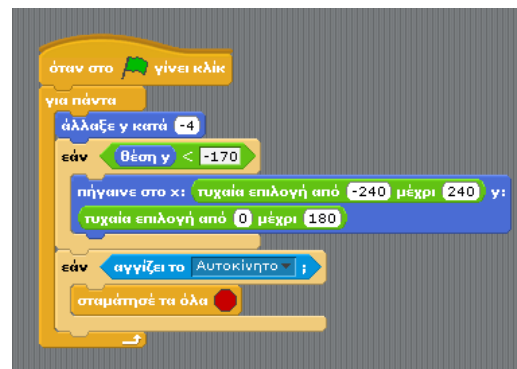 όταν στο γίνει κλίκ
για πάντα
άλλαξε y κατά -4
εάν θέση y < -170
πήγαινε στο x: τυχαία επιλογή από -240 μέχρι 240 y:
τυχαία επιλογή από 0 μέχρι 180
εάν αγγίζει το Αυτοκίνητο ;
σταμάτησέ τα όλα